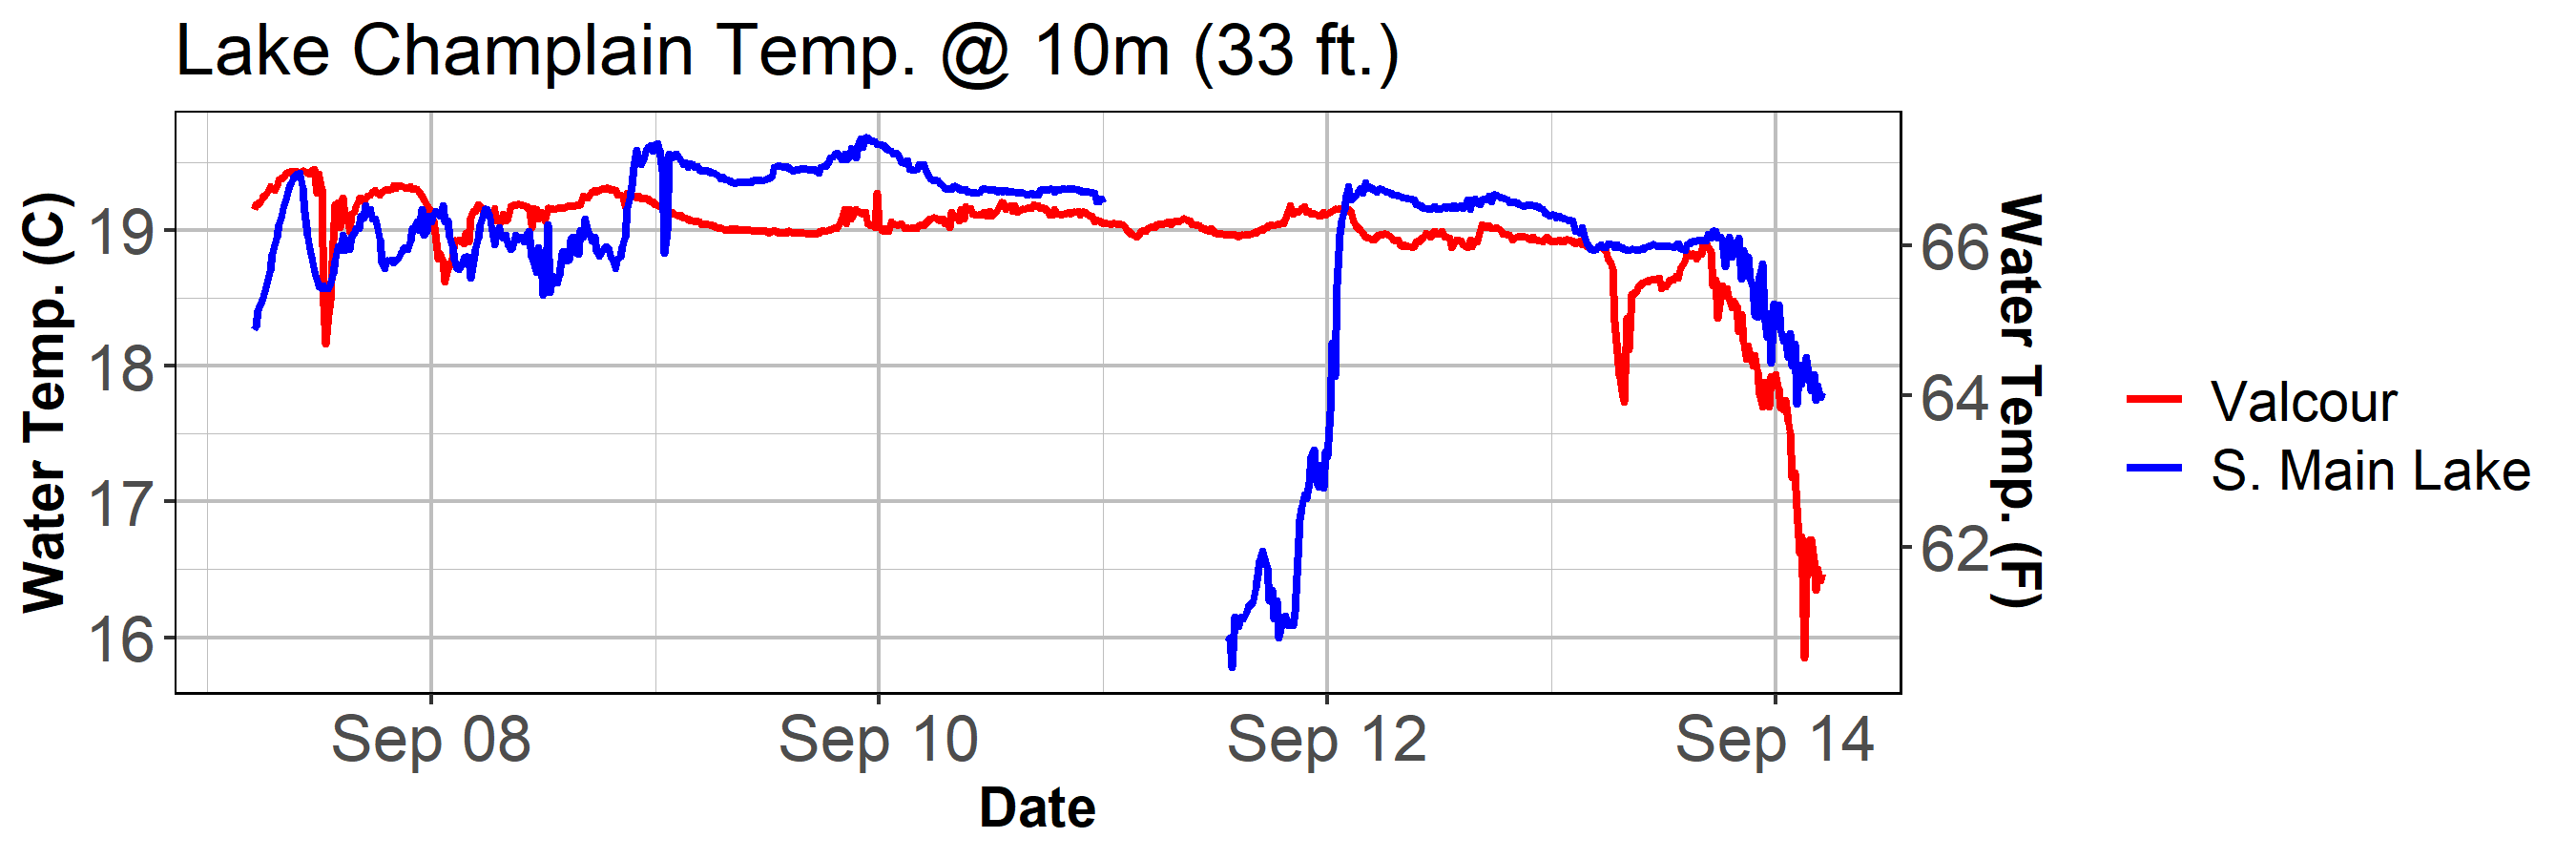 Lake Champlain Temp. @ 10m (33 ft.)
Water Temp. (C)
19
18
17
16
66
64
62
Water Temp. (F)
Sep 08
Sep 10
Sep 12
Sep 14
Date
Valcour
S. Main Lake